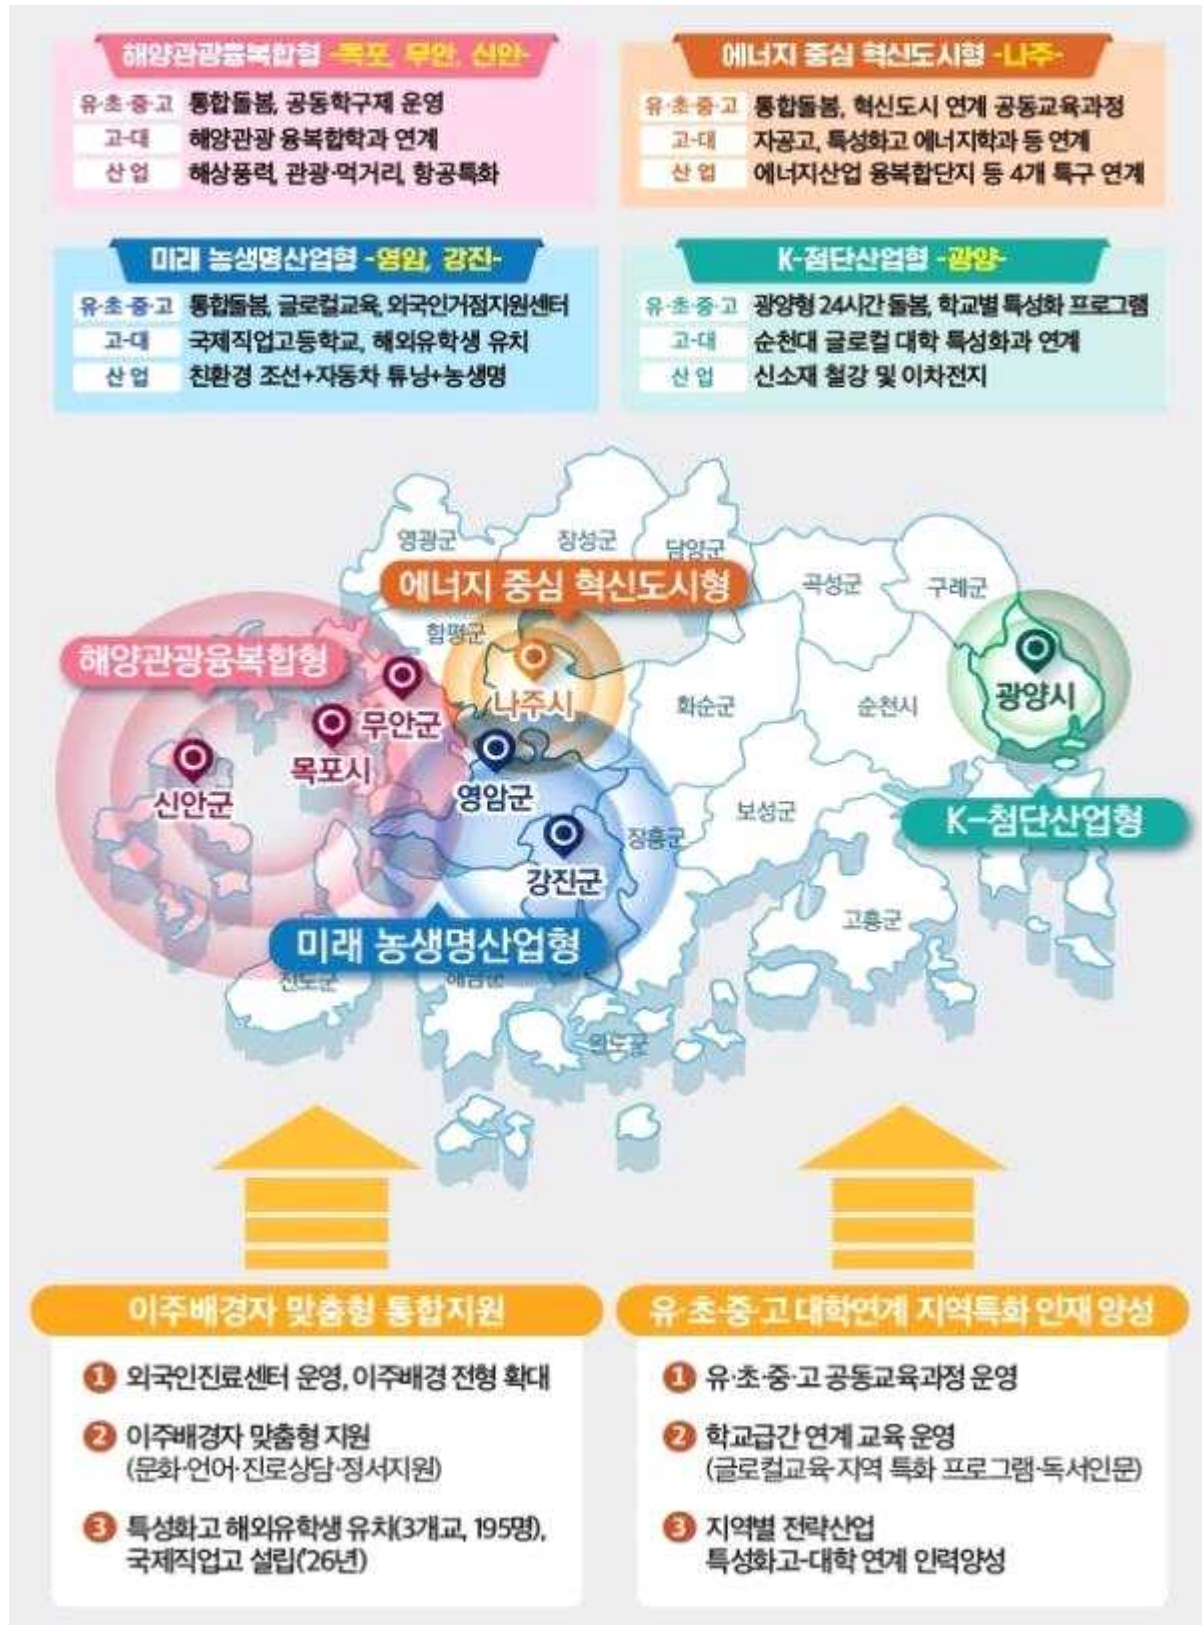 해양관광융복합형 -목포, 무안, 신안-
유·초·중·고 통합돌봄, 공동학구제 운영
고-대 해양관광 융복합학과 연계
산업 해상풍력, 관광·먹거리, 항공특화
에너지 중심 혁신도시형 -나주-
유·초·중·고 통합돌봄, 혁신도시 연계 공동교육과정
고-대 자공고, 특성화고 에너지학과 등 연계
산업 에너지산업 융복합단지 등 4개 특구 연계
미래 농생명산업형 -영암, 강진-
유·초·중·고 통합돌봄, 글로컬교육, 외국인거점지원센터
고-대 국제직업고등학교, 해외유학생 유치
산업 친환경 조선+자동차 튜닝+농생명
K-첨단산업형 -광양-
유·초·중·고 광양형 24시간 돌봄, 학교별 특성화 프로그램
고-대 순천대 글로컬 대학 특성화과 연계
산업 신소재 철강 및 이차전지
영광군
장성군
담양군
곡성군
구례군
에너지 중심 혁신도시형
함평군
해양관광융복합형
무안군
나주시
화순군
순천시
광양시
목포시
신안군
영암군
보성군
K-첨단산업형
장흥군
강진군
고흥군
미래 농생명산업형
진도군
해남군
완도군
이주배경자 맞춤형 통합지원
1 외국인진료센터 운영, 이주배경 전형 확대
2 이주배경자 맞춤형 지원
(문화·언어·진로상담·정서지원)
3 특성화고 해외유학생 유치(3개교, 195명),
국제직업고 설립('26년)
유·초·중·고 대학연계 지역특화 인재 양성
1 유·초·중·고 공동교육과정 운영
2 학교급간 연계 교육 운영
(글로컬교육·지역 특화 프로그램·독서인문)
3 지역별 전략산업
특성화고-대학 연계 인력양성